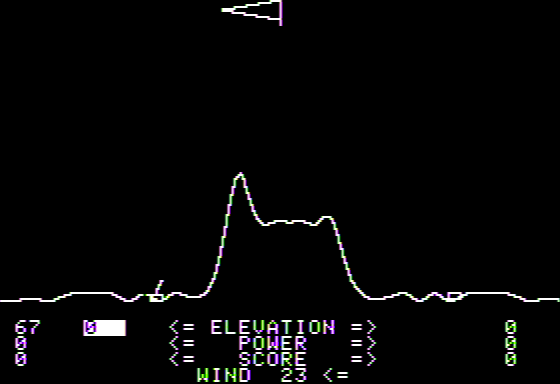 67 0 <= ELEVATION => 0
0 <= POWER => 0
0 <= SCORE => 0
WIND 23 <=